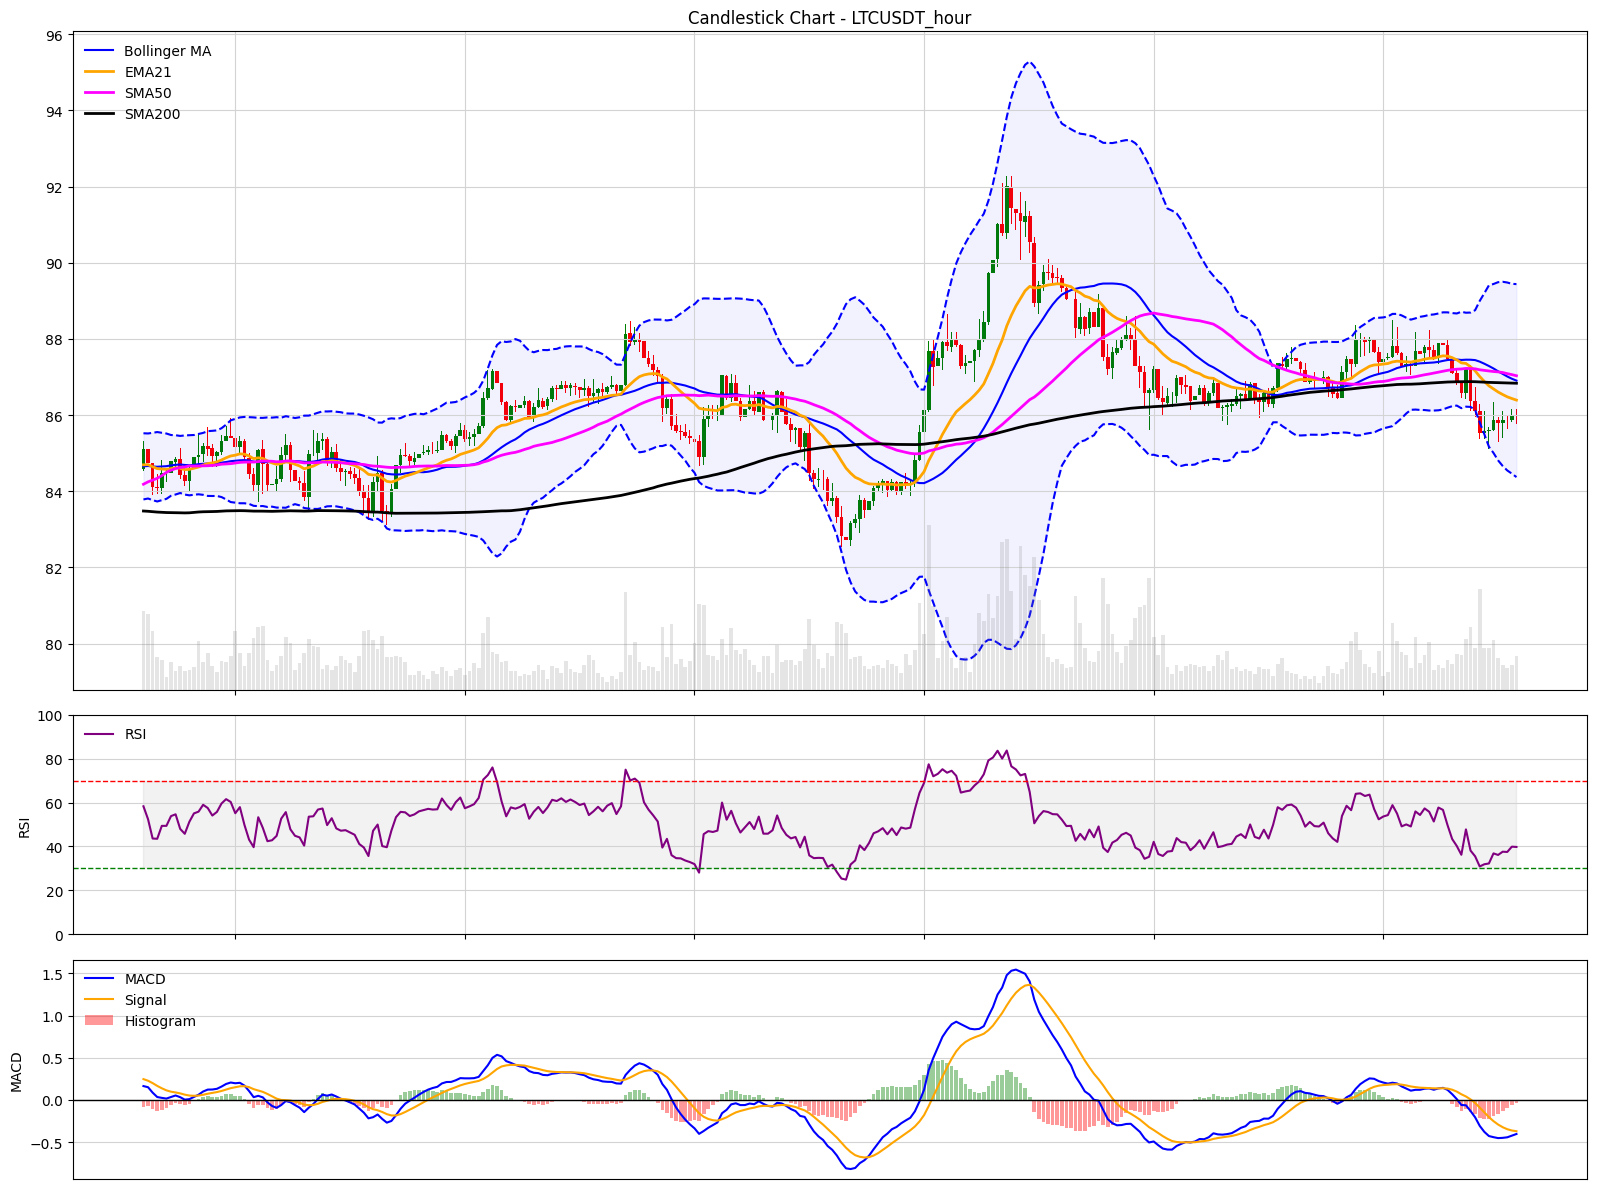 Candlestick Chart - LTCUSDT_hour
96
94
92
90
88
86
84
82
80
Bollinger MA
EMA21
SMA50
SMA200
100
80
60
40
20
0
RSI
RSI
1.5
1.0
0.5
0.0
−0.5
MACD
MACD
Signal
Histogram